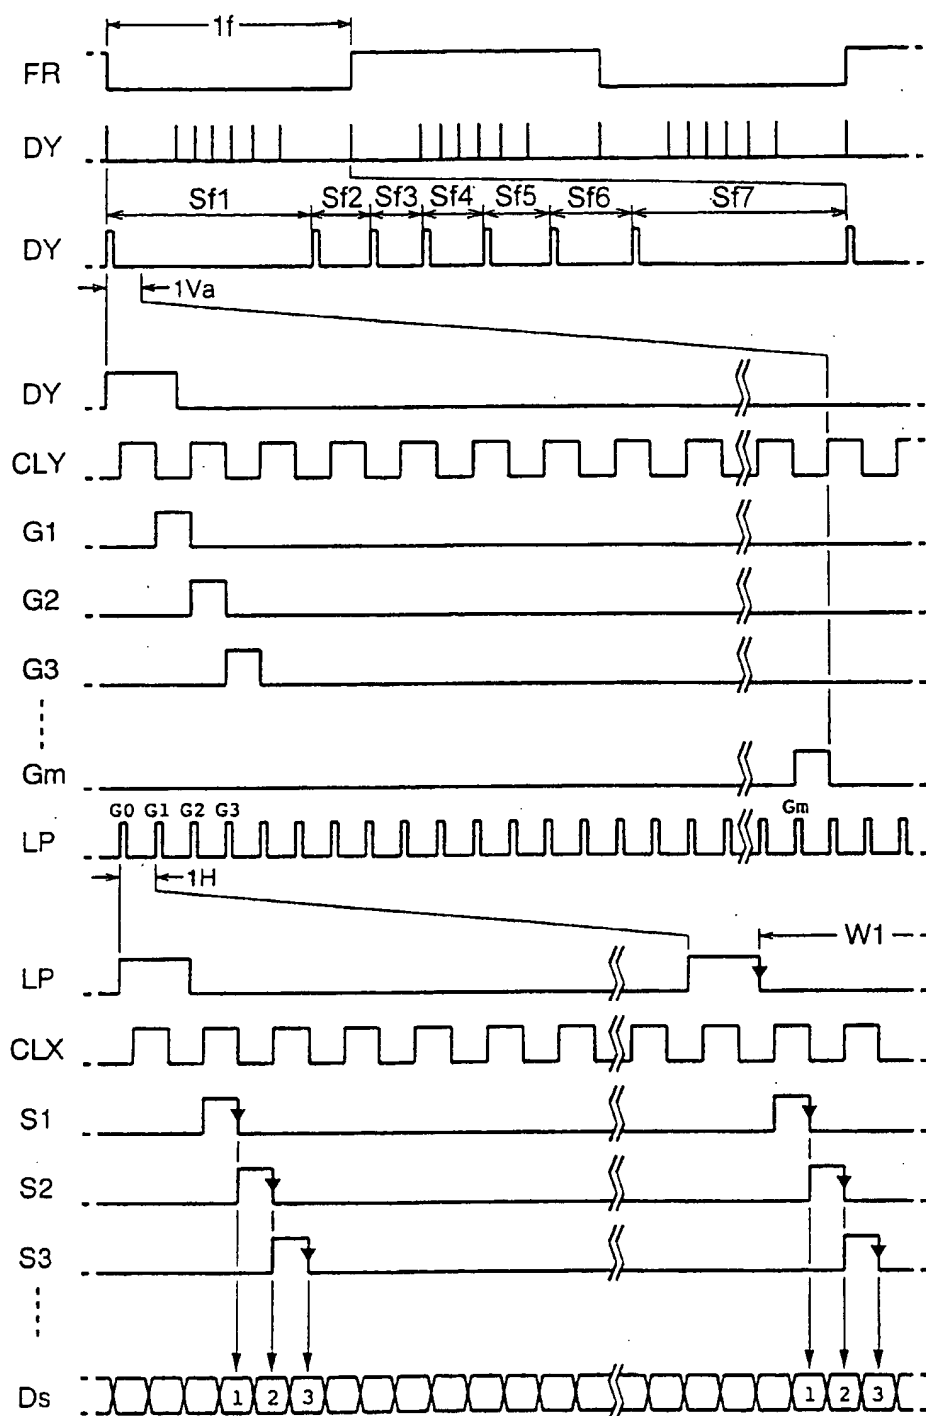 1f
FR
DY
Sf1 Sf2 Sf3 Sf4 Sf5 Sf6 Sf7
DY
1Va
DY
CLY
G1
G2
G3
Gm
G0 G1 G2 G3 Gm
LP
1H
W1
LP
CLX
S1
S2
S3
Ds 1 2 3 1 2 3